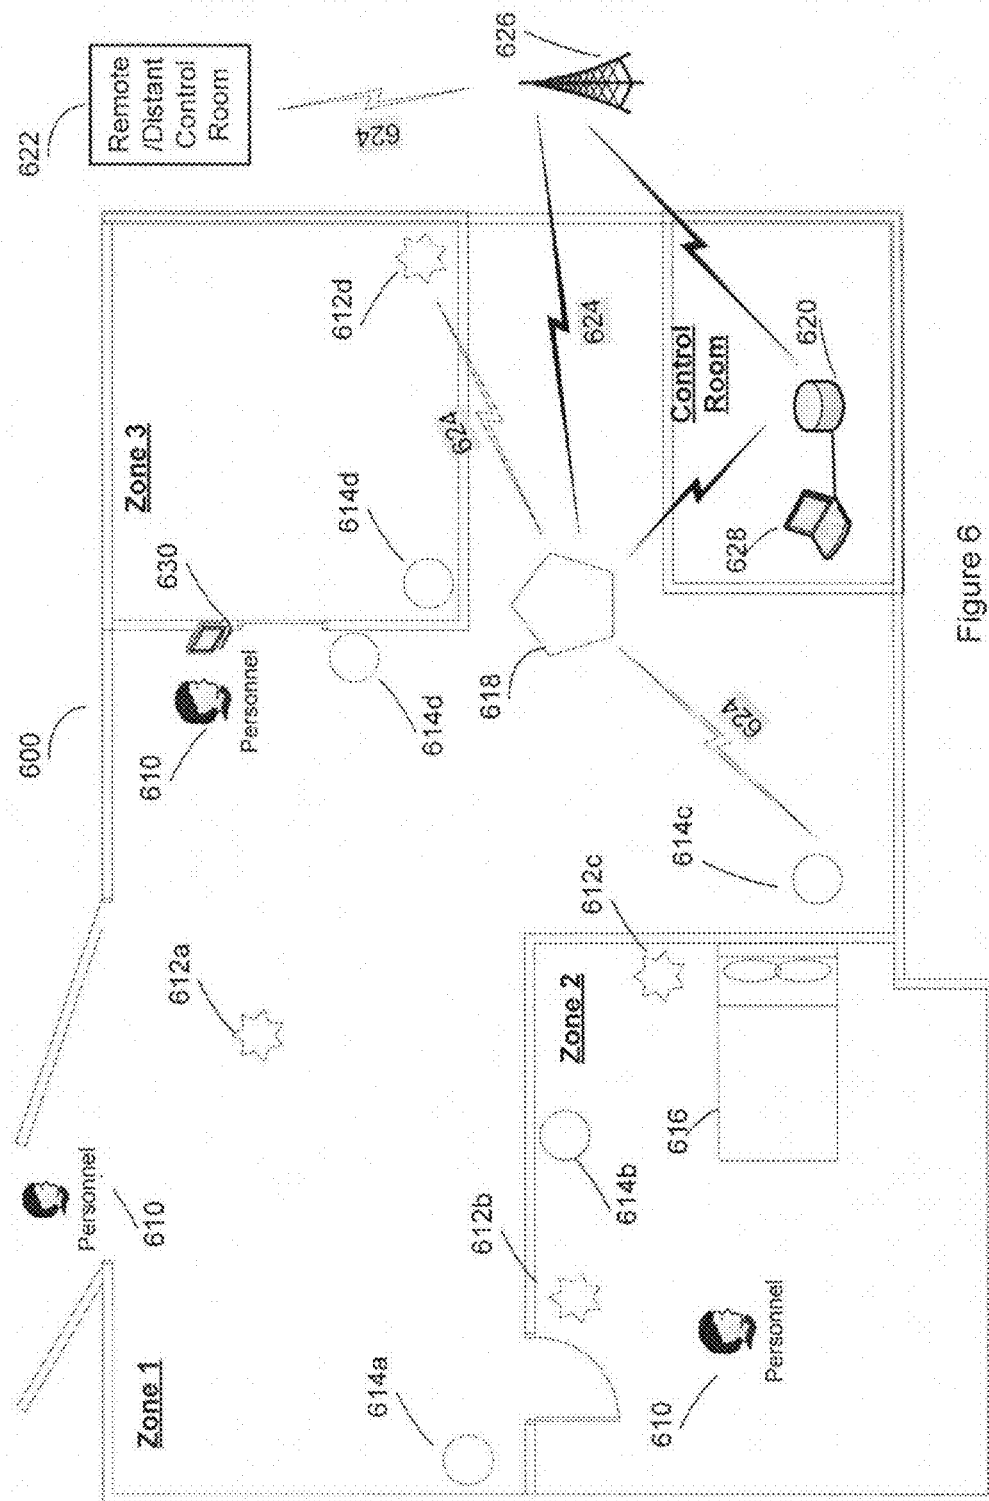 600
622
Personnel
610
Remote
/Distant
Control
Room
Zone 1
Zone 3
610
630
612a
Personnel
614a
614d
612d
624
614d
624
612b
618
626
Zone 2
612c
624
614b
610
616
614c
Control
Roam
624
628
Personnel
620
Figure 6